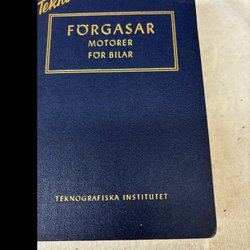 FÖRGASAR
MOTORER
FÖR BILAR
TEKNOGRAFISKA INSTITUTET